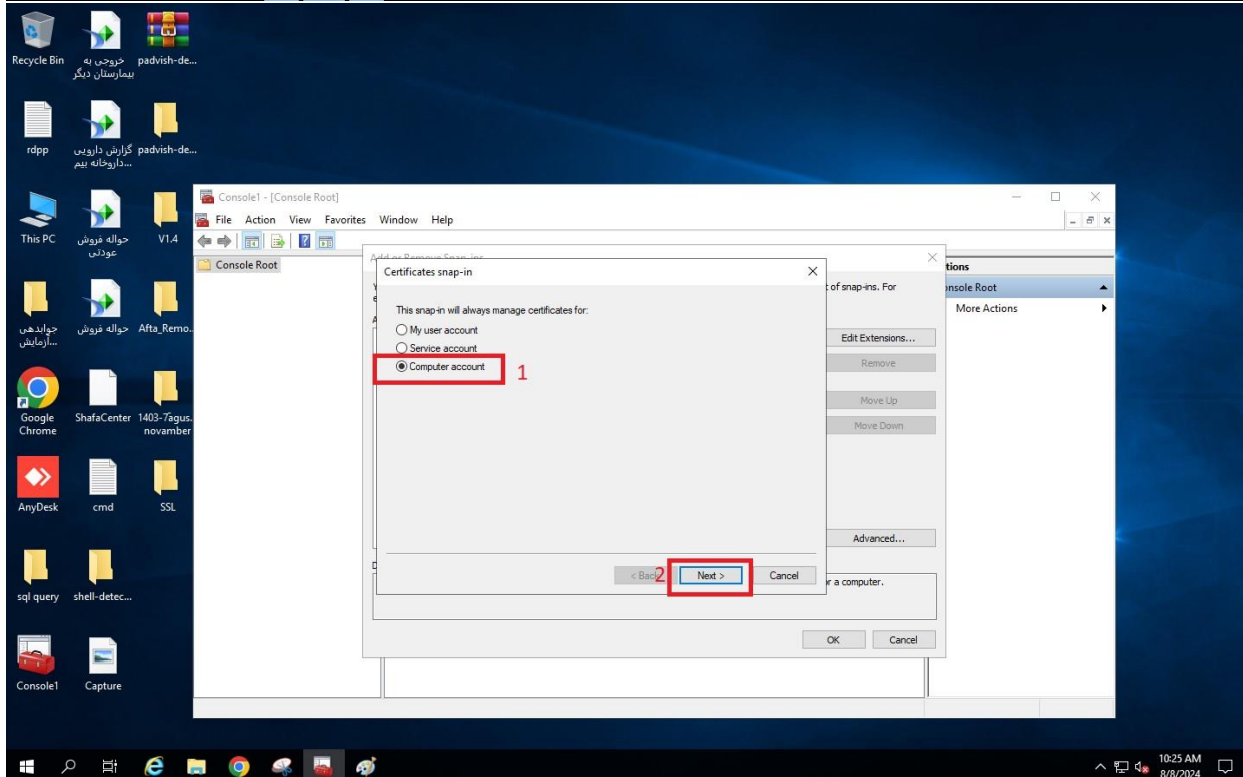 Recycle Bin
خروجی به
بیمارستان دیگر
padvish-de...
rdpp
گزارش دارویی
داروخانه بیم...
padvish-de...
This PC
حواله فروش
عودتی
V1.4
جوابدهی
آزمایش...
حواله فروش
Afta_Remo..
Google
Chrome
ShafaCenter
1403-7agus.
novamber
AnyDesk
cmd
SSL
sql query
shell-detec...
Console1
Capture
Console1 - [Console Root]
File Action View Favorites Window Help
Console Root
Add or Remove Snap-ins
Certificates snap-in
This snap-in will always manage certificates for:
My user account
Service account
Computer account
1
< Back
2
Next >
Cancel
t of snap-ins. For
Edit Extensions...
Remove
Move Up
Move Down
Advanced...
or a computer.
OK Cancel
tions
onsole Root
More Actions
10:25 AM
8/8/2024